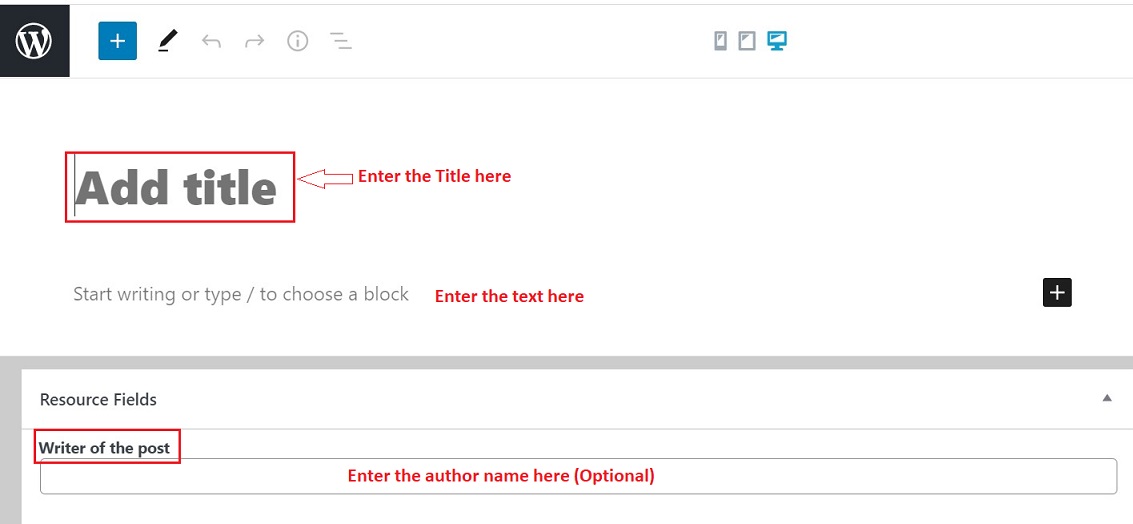 Add title
Enter the Title here
Start writing or type / to choose a block
Enter the text here
Resource Fields
Writer of the post
Enter the author name here (Optional)